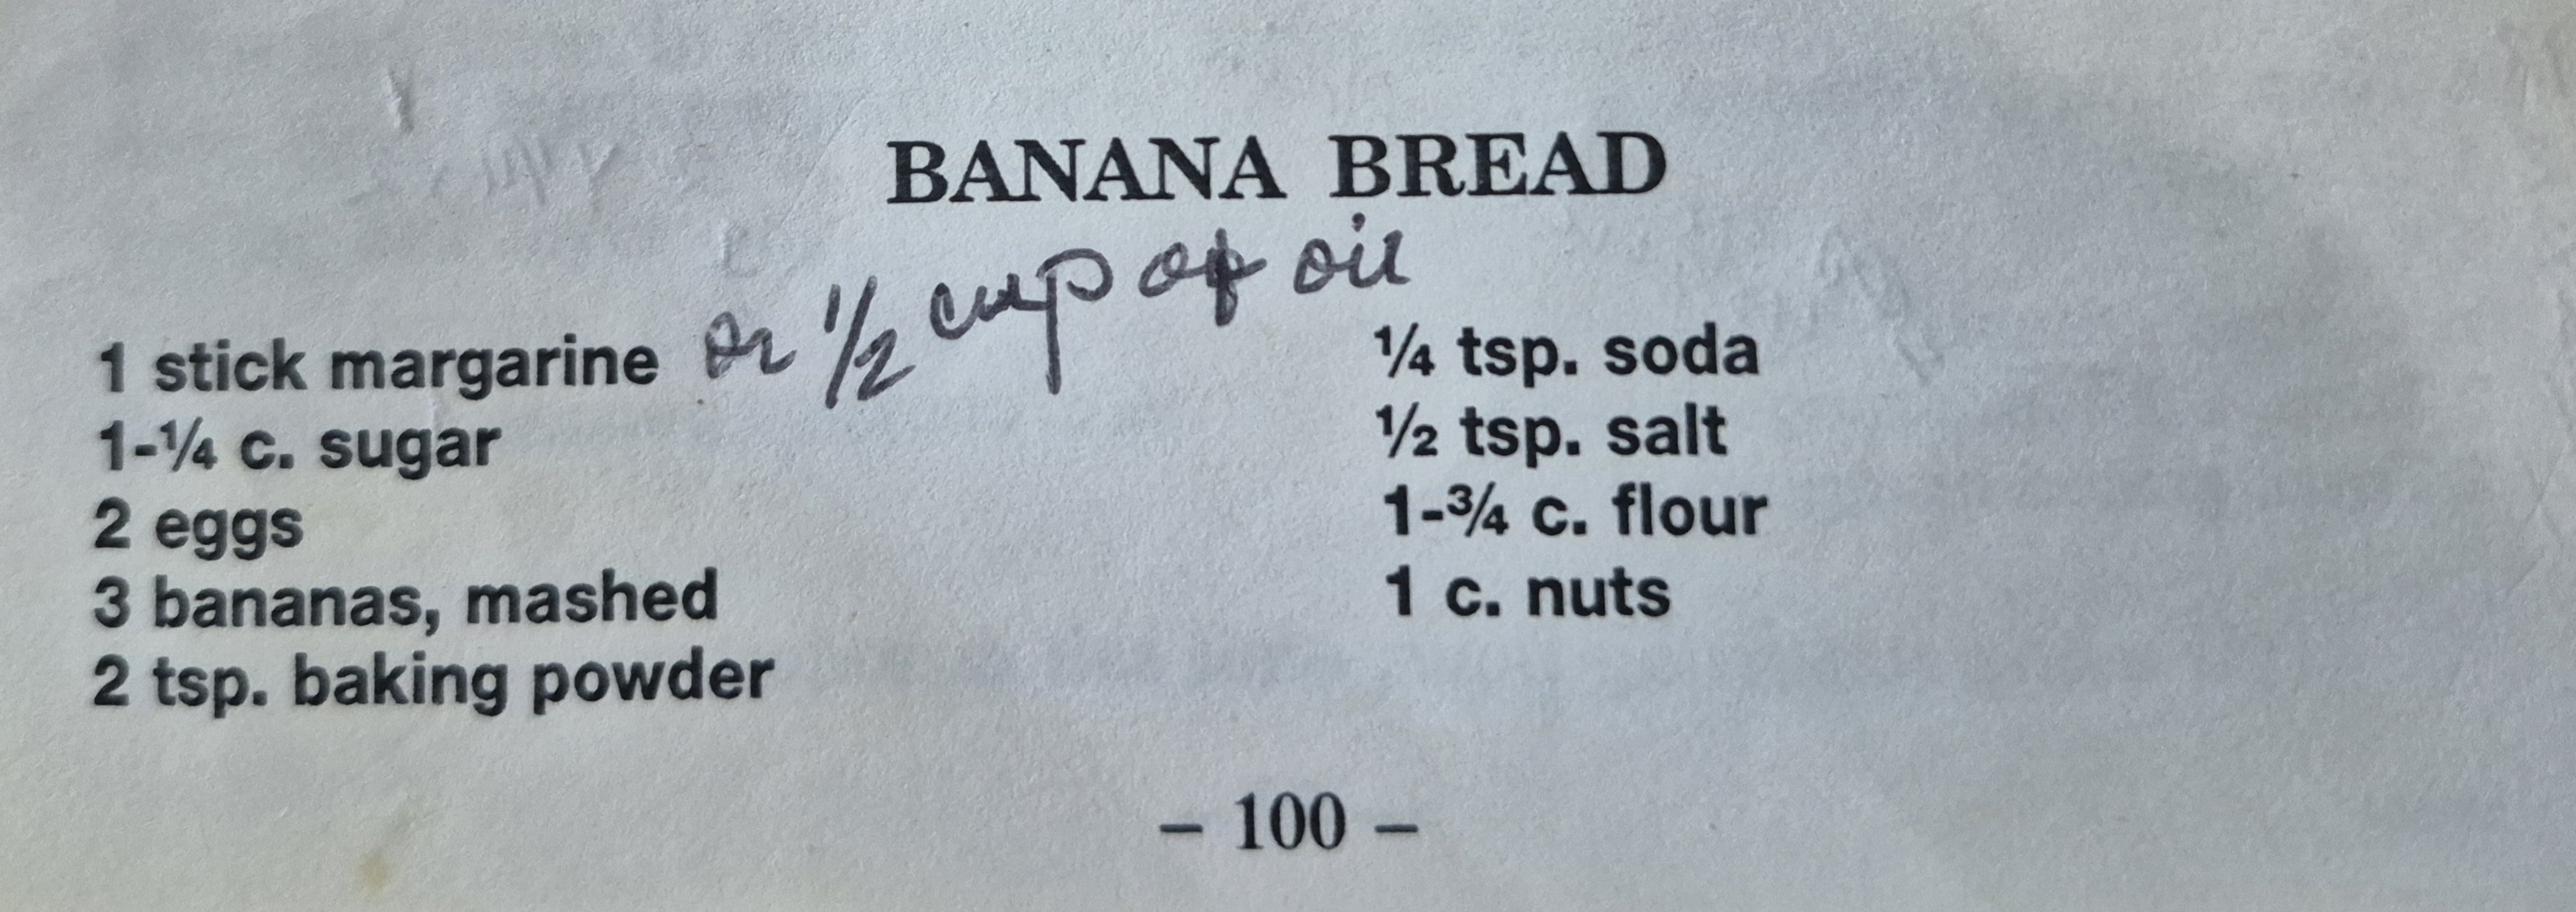 BANANA BREAD
or 1/2 cup of oil
1 stick margarine
1-¼ c. sugar
2 eggs
3 bananas, mashed
2 tsp. baking powder
¼ tsp. soda
½ tsp. salt
1-¾ c. flour
1 c. nuts
– 100 –